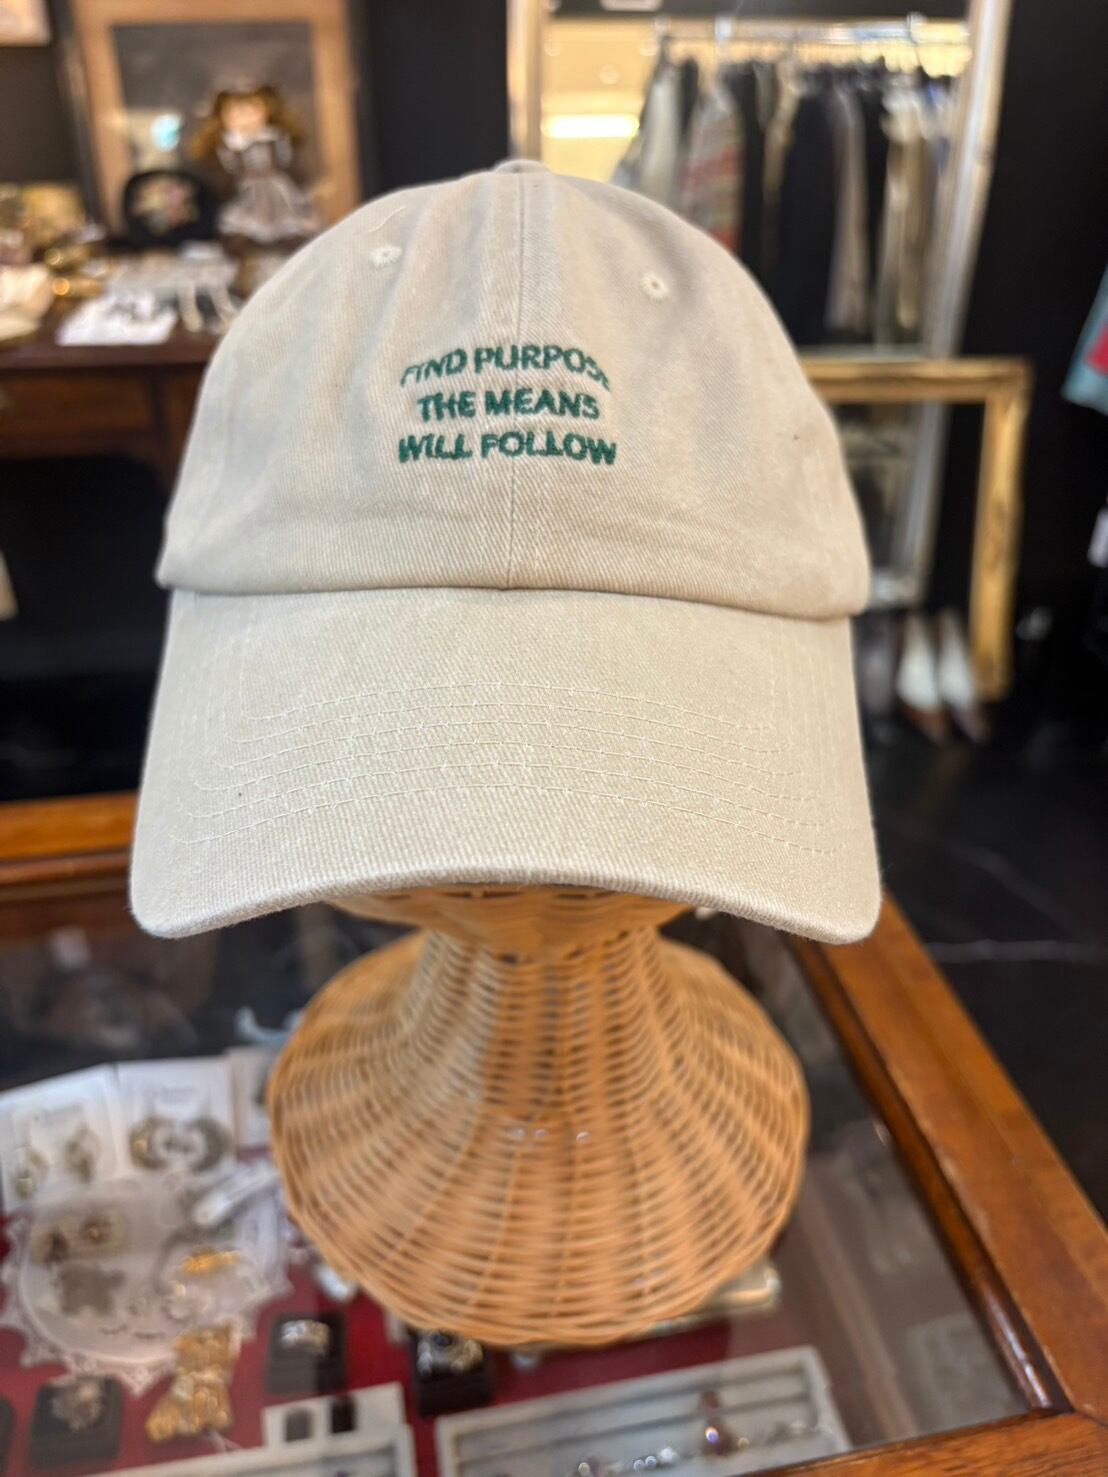 FIND PURPOSE
THE MEANS
WILL FOLLOW